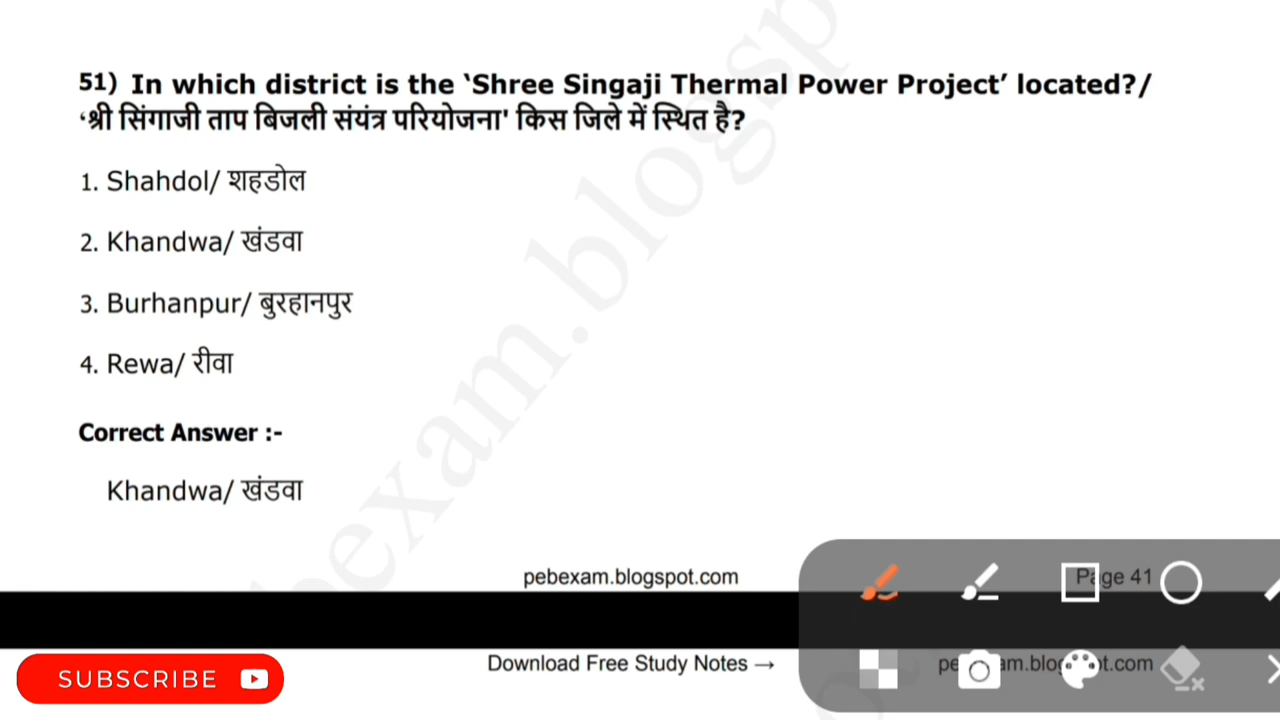 51) In which district is the ‘Shree Singaji Thermal Power Project’ located?/
‘श्री सिंगाजी ताप बिजली संयंत्र परियोजना' किस जिले में स्थित है?
1. Shahdol/ शहडोल
2. Khandwa/ खंडवा
3. Burhanpur/ बुरहानपुर
4. Rewa/ रीवा
Correct Answer :-
Khandwa/ खंडवा
pebexam.blogspot.com
Page 41
SUBSCRIBE
Download Free Study Notes →